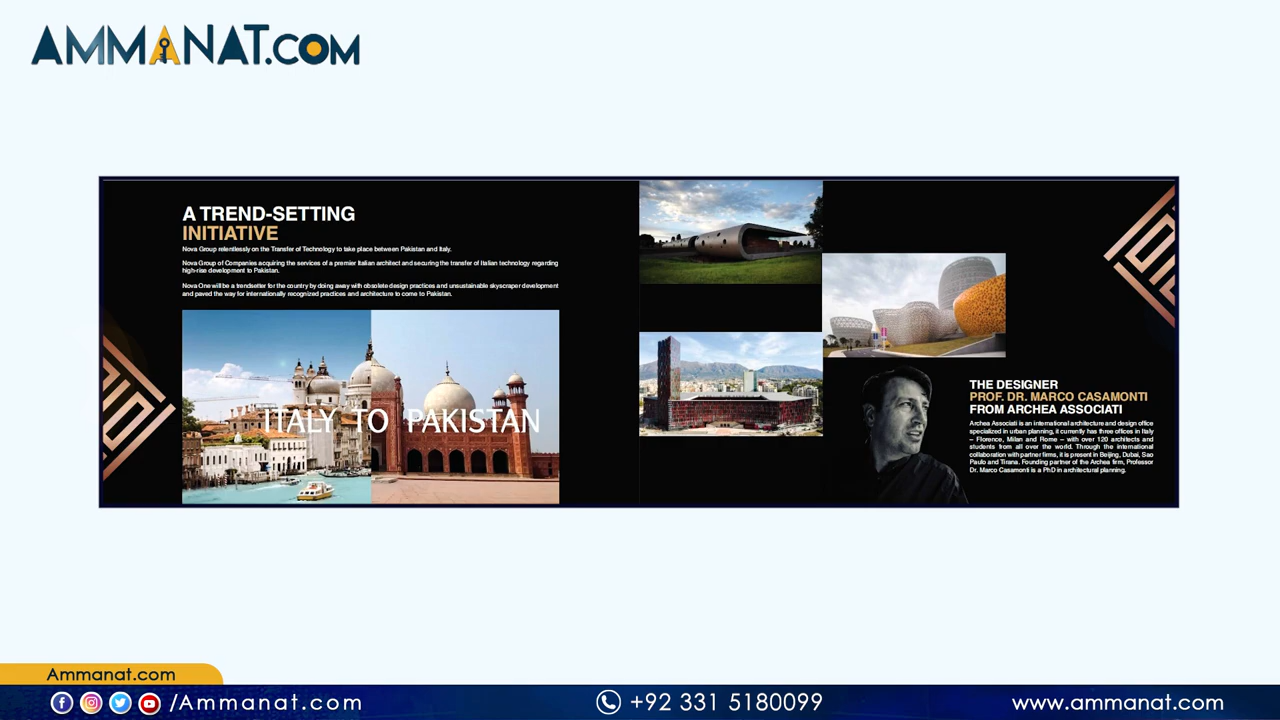 AMMANAT.COM
A TREND-SETTING
INITIATIVE
Nova Group relentlessly on the Transfer of Technology to take place between Pakistan and Italy.
Nova Group of Companies acquiring the services of a premier Italian architect and securing the transfer of Italian technology regarding
high-rise development to Pakistan.
Nova One will be a trendsetter for the country by doing away with obsolete design practices and unsustainable skyscraper development
and paved the way for internationally recognized practices and architecture to come to Pakistan.
ITALY TO PAKISTAN
THE DESIGNER
PROF. DR. MARCO CASAMONTI
FROM ARCHEA ASSOCIATI
Archea Associati is an international architecture and design office
specialized in urban planning, it currently has three offices in Italy
– Florence, Milan and Rome – with over 120 architects and
students from all over the world. Through the international
collaboration with partner firms, it is present in Beijing, Dubai, Sao
Paulo and Tirana. Founding partner of the Archea firm, Professor
Dr. Marco Casamonti is a PhD in architectural planning.
Ammanat.com
/Ammanat.com
+92 331 5180099
www.ammanat.com